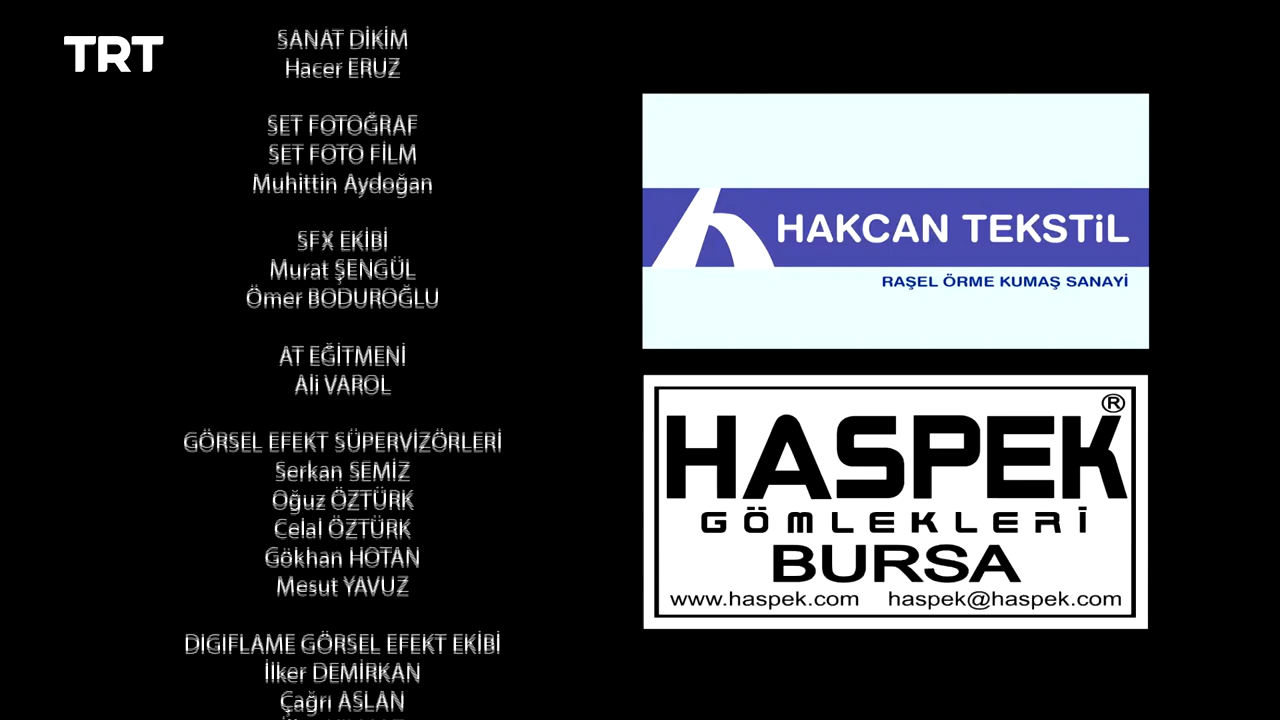 TRT
SANAT DİKİM
Hacer ERUZ
SET FOTOĞRAF
SET FOTO FİLM
Muhittin Aydoğan
SFX EKİBİ
Murat ŞENGÜL
Ömer BODUROĞLU
AT EĞİTMENİ
Ali VAROL
GÖRSEL EFEKT SÜPERVİZÖRLERİ
Serkan SEMİZ
Oğuz ÖZTÜRK
Celal ÖZTÜRK
Gökhan HOTAN
Mesut YAVUZ
DIGIFLAME GÖRSEL EFEKT EKİBİ
İlker DEMİRKAN
Çağrı ASLAN
HAKCAN TEKSTİL
RAŞEL ÖRME KUMAŞ SANAYİ
HASPEK®
GÖMLEKLERİ
BURSA
www.haspek.com haspek@haspek.com